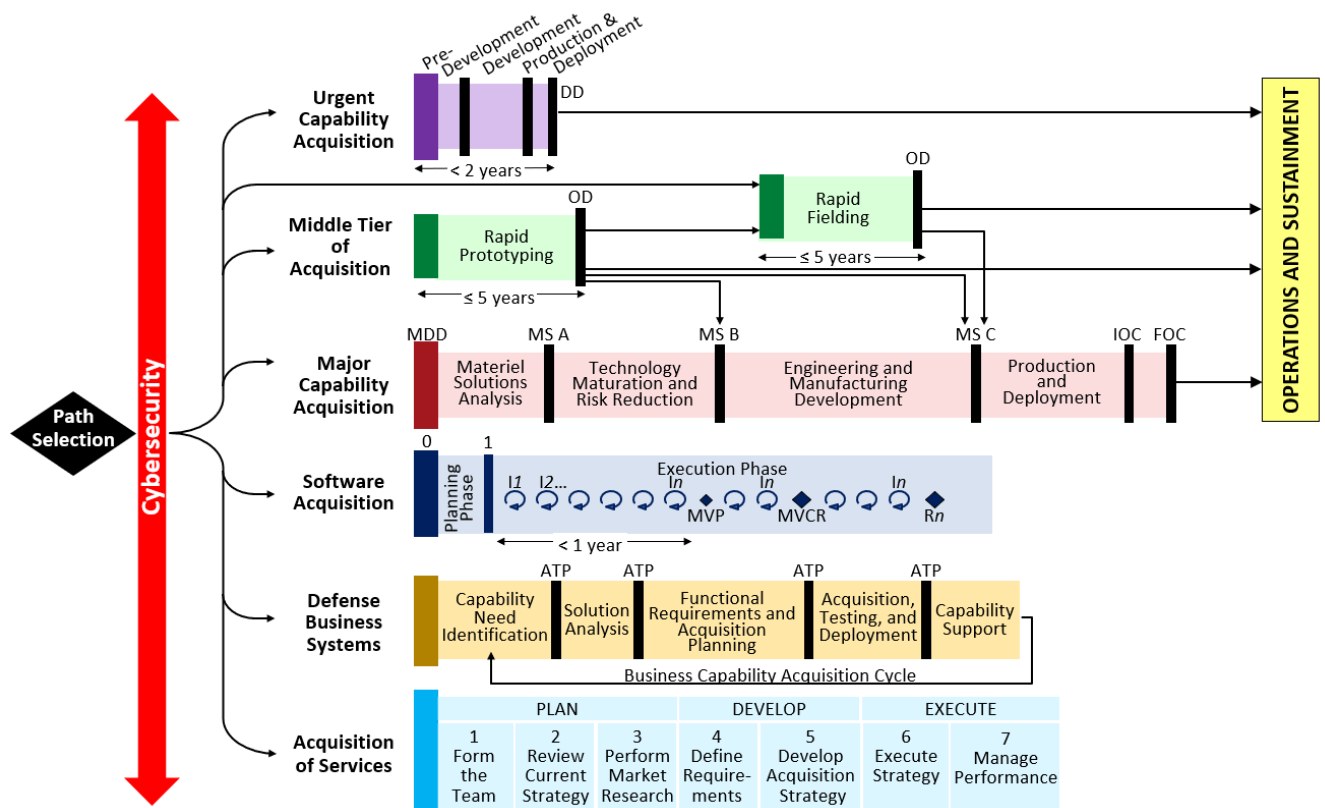 Pre-
Development
Development
Production &
Deployment
Urgent
Capability
Acquisition
DD
< 2 years
OD
Rapid
Fielding
≤ 5 years
Middle Tier
of
Acquisition
OD
Rapid
Prototyping
≤ 5 years
OPERATIONS AND SUSTAINMENT
Path
Selection
Cybersecurity
Major
Capability
Acquisition
MDD
MS A
MS B
MS C
IOC
FOC
Materiel
Solutions
Analysis
Technology
Maturation and
Risk Reduction
Engineering and
Manufacturing
Development
Production
and
Deployment
Software
Acquisition
0
1
Planning
Phase
Execution Phase
I1
I2...
In
In
In
MVP
MVCR
Rn
< 1 year
Defense
Business
Systems
ATP
ATP
ATP
ATP
Capability
Need
Identification
Solution
Analysis
Functional
Requirements and
Acquisition
Planning
Acquisition,
Testing, and
Deployment
Capability
Support
Business Capability Acquisition Cycle
Acquisition
of Services
PLAN
DEVELOP
EXECUTE
1
Form
the
Team
2
Review
Current
Strategy
3
Perform
Market
Research
4
Define
Require-
ments
5
Develop
Acquisition
Strategy
6
Execute
Strategy
7
Manage
Performance